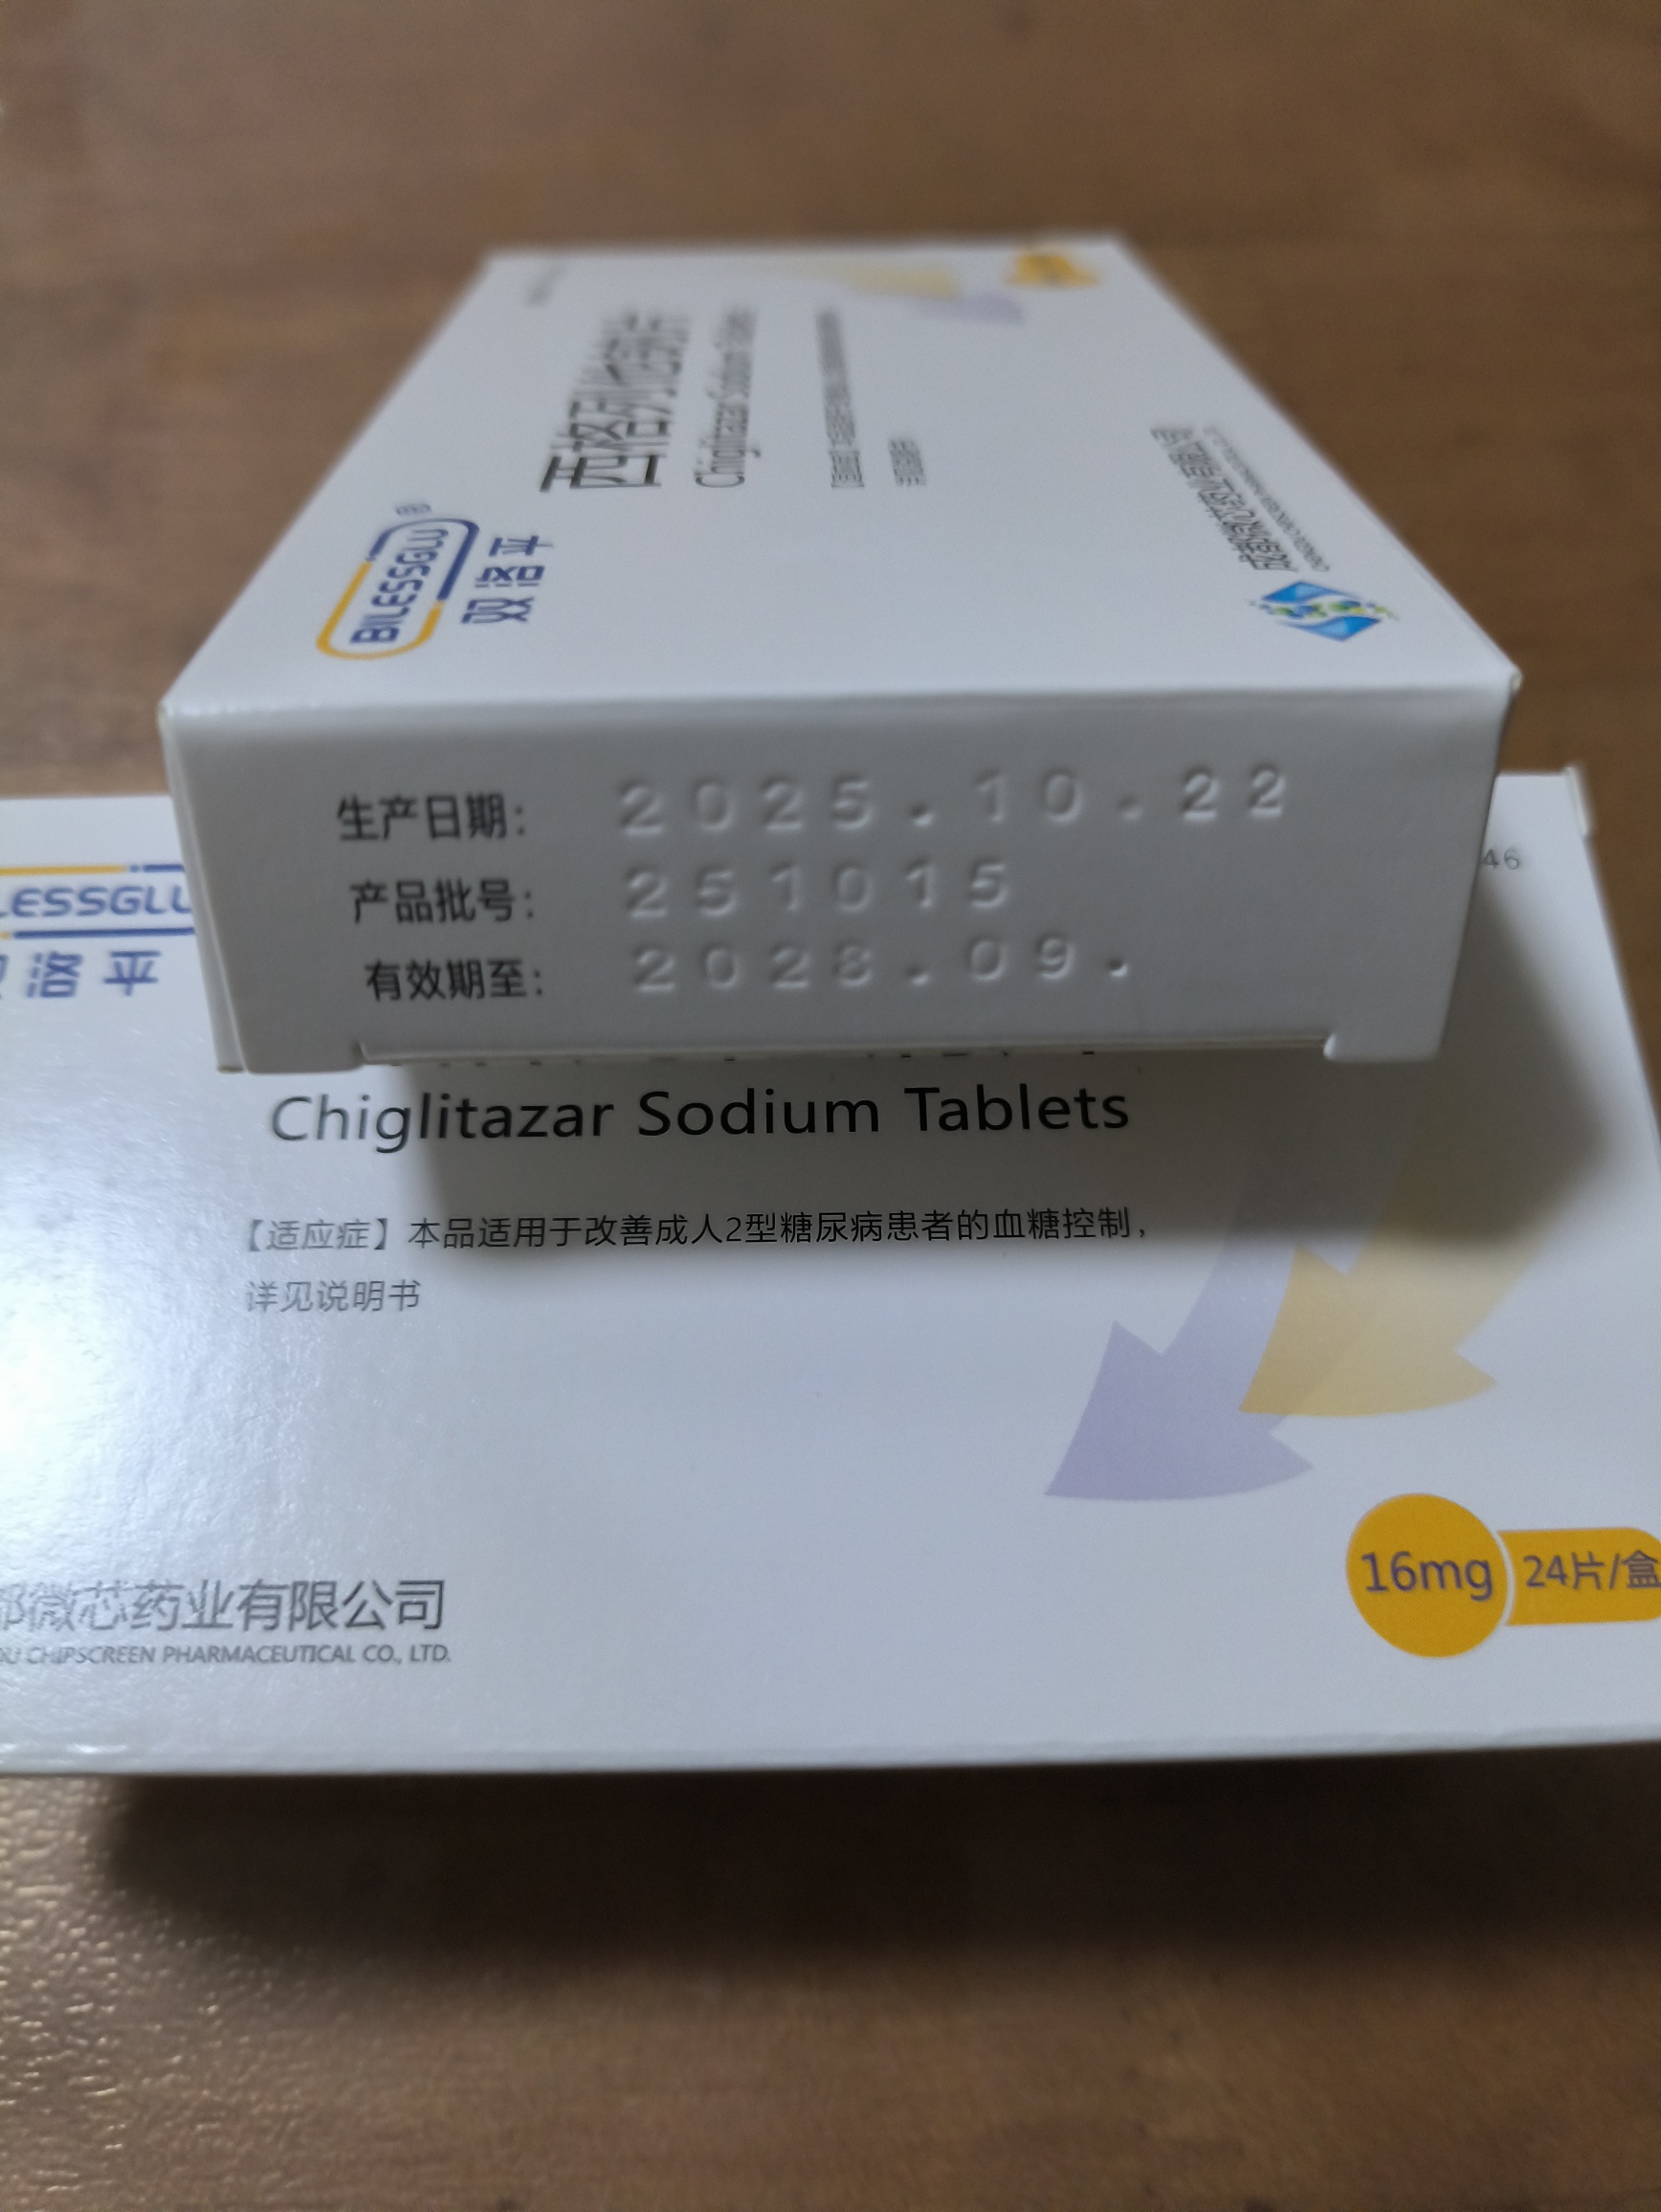 西格列他钠片
Chiglitazar Sodium Tablets
BILESSGLU®
双洛平
生产日期： 2025.10.22
产品批号： 251015
有效期至： 2028.09.
46
LESSGLU
洛平
Chiglitazar Sodium Tablets
【适应症】本品适用于改善成人2型糖尿病患者的血糖控制，
详见说明书
16mg 24片/盒
都微芯药业有限公司
DU CHIPSCREEN PHARMACEUTICAL CO., LTD.